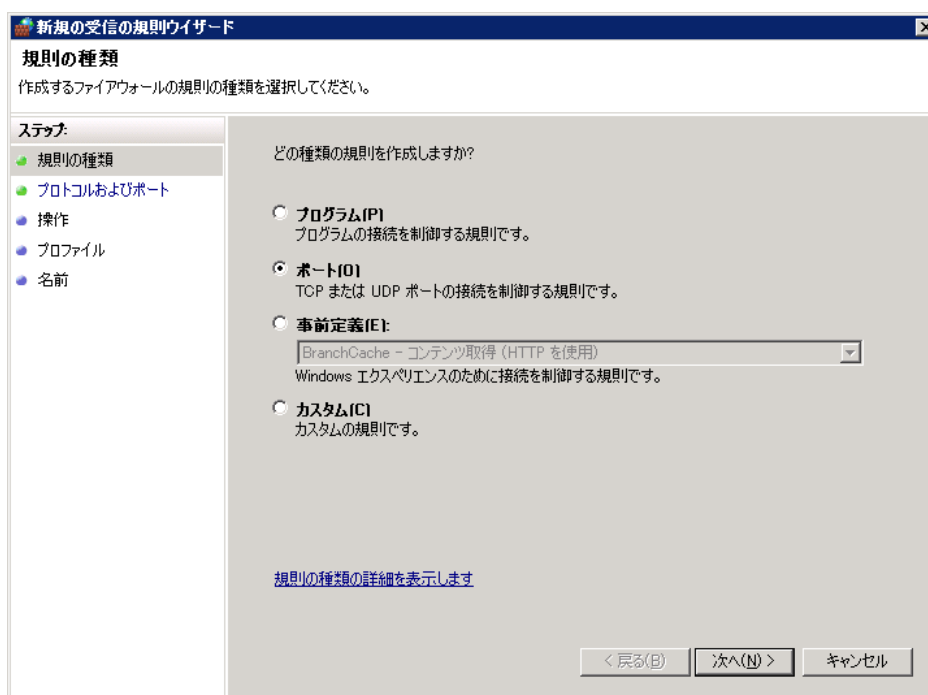 新規の受信の規則ウイザード
規則の種類
作成するファイアウォールの規則の種類を選択してください。
ステップ:
規則の種類
プロトコルおよびポート
操作
プロファイル
名前
どの種類の規則を作成しますか?
プログラム(P)
プログラムの接続を制御する規則です。
ポート(O)
TCP または UDP ポートの接続を制御する規則です。
事前定義(E):
BranchCache - コンテンツ取得 (HTTP を使用)
Windows エクスペリエンスのために接続を制御する規則です。
カスタム(C)
カスタムの規則です。
規則の種類の詳細を表示します
< 戻る(B)
次へ(N) >
キャンセル